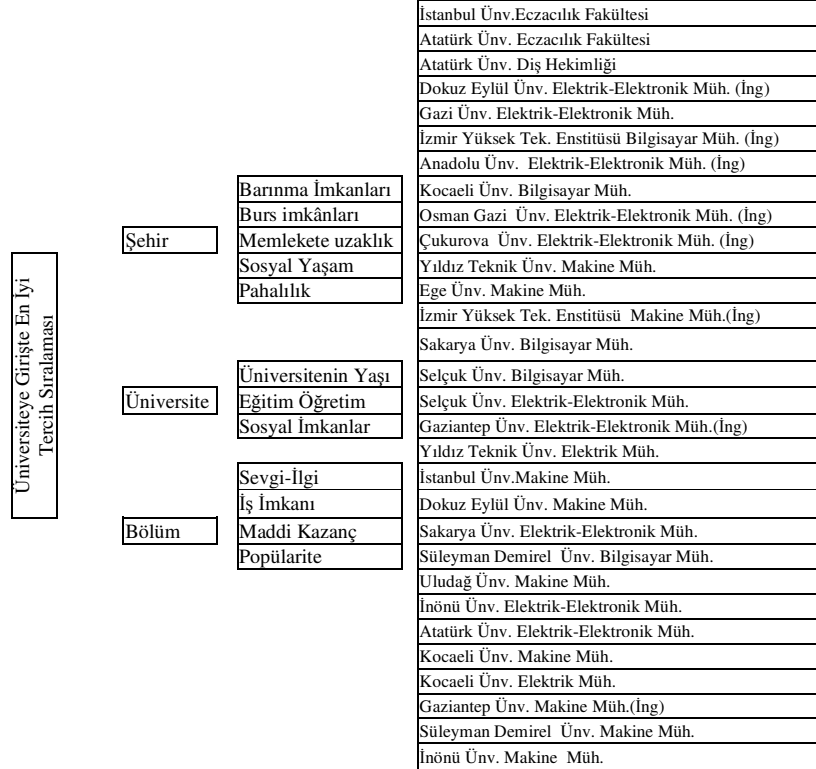 Üniversiteye Girişte En İyi
Tercih Sıralaması
Şehir
Üniversite
Bölüm
Barınma İmkanları
Burs imkânları
Memlekete uzaklık
Sosyal Yaşam
Pahalılık
Üniversitenin Yaşı
Eğitim Öğretim
Sosyal İmkanlar
Sevgi-İlgi
İş İmkanı
Maddi Kazanç
Popülarite
İstanbul Ünv.Eczacılık Fakültesi
Atatürk Ünv. Eczacılık Fakültesi
Atatürk Ünv. Diş Hekimliği
Dokuz Eylül Ünv. Elektrik-Elektronik Müh. (İng)
Gazi Ünv. Elektrik-Elektronik Müh.
İzmir Yüksek Tek. Enstitüsü Bilgisayar Müh. (İng)
Anadolu Ünv. Elektrik-Elektronik Müh. (İng)
Kocaeli Ünv. Bilgisayar Müh.
Osman Gazi Ünv. Elektrik-Elektronik Müh. (İng)
Çukurova Ünv. Elektrik-Elektronik Müh. (İng)
Yıldız Teknik Ünv. Makine Müh.
Ege Ünv. Makine Müh.
İzmir Yüksek Tek. Enstitüsü Makine Müh.(İng)
Sakarya Ünv. Bilgisayar Müh.
Selçuk Ünv. Bilgisayar Müh.
Selçuk Ünv. Elektrik-Elektronik Müh.
Gaziantep Ünv. Elektrik-Elektronik Müh.(İng)
Yıldız Teknik Ünv. Elektrik Müh.
İstanbul Ünv.Makine Müh.
Dokuz Eylül Ünv. Makine Müh.
Sakarya Ünv. Elektrik-Elektronik Müh.
Süleyman Demirel Ünv. Bilgisayar Müh.
Uludağ Ünv. Makine Müh.
İnönü Ünv. Elektrik-Elektronik Müh.
Atatürk Ünv. Elektrik-Elektronik Müh.
Kocaeli Ünv. Makine Müh.
Kocaeli Ünv. Elektrik Müh.
Gaziantep Ünv. Makine Müh.(İng)
Süleyman Demirel Ünv. Makine Müh.
İnönü Ünv. Makine Müh.